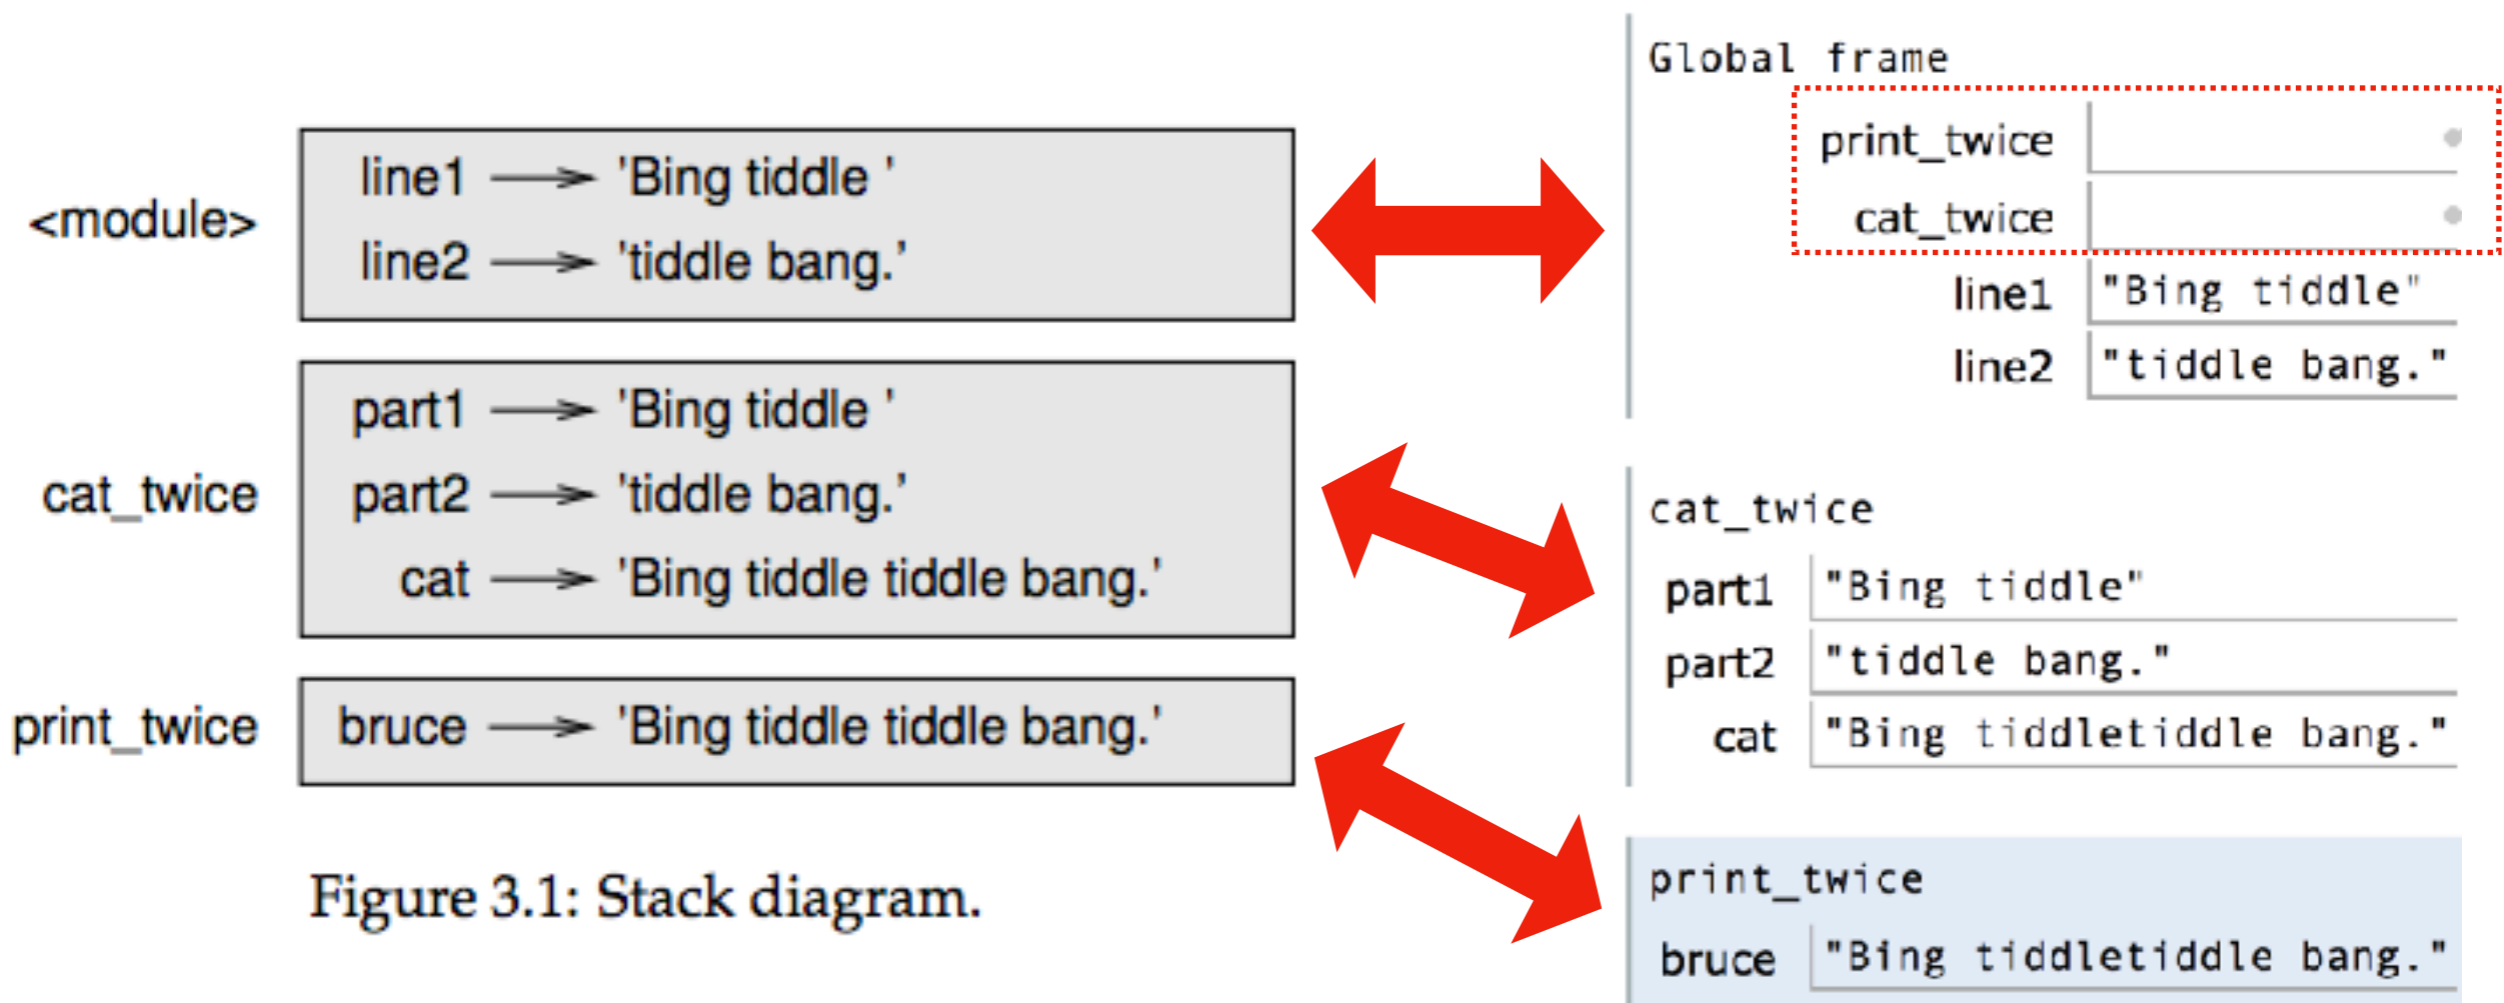 <module>
line1 'Bing tiddle '
line2 'tiddle bang.'
cat_twice
part1 'Bing tiddle '
part2 'tiddle bang.'
cat 'Bing tiddle tiddle bang.'
print_twice
bruce 'Bing tiddle tiddle bang.'
Figure 3.1: Stack diagram.
Global frame
print_twice
cat_twice
line1 "Bing tiddle"
line2 "tiddle bang."
cat_twice
part1 "Bing tiddle"
part2 "tiddle bang."
cat "Bing tiddletiddle bang."
print_twice
bruce "Bing tiddletiddle bang."